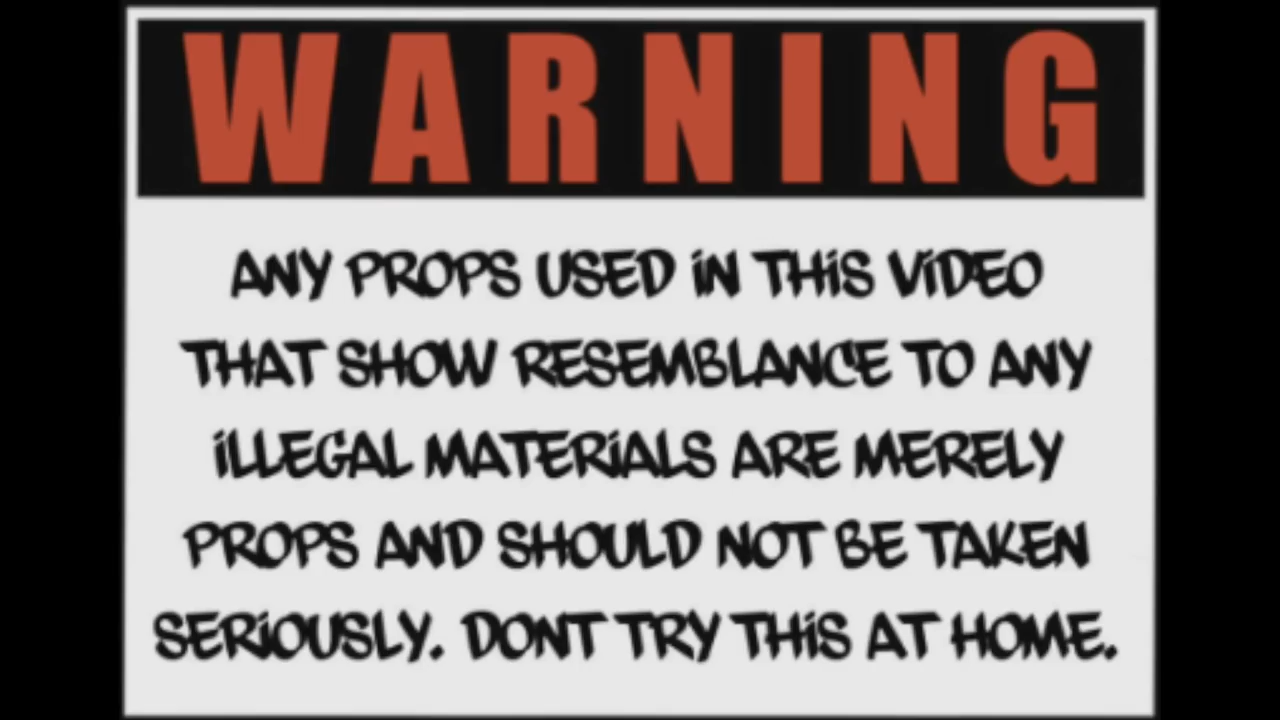 WARNING
ANY PROPS USED iN THiS ViDEO
THAT SHOW RESEMBLANCE TO ANY
iLLEGAL MATERiALS ARE MERELY
PROPS AND SHOULD NOT BE TAKEN
SERiOUSLY. DONT TRY THiS AT HOME.